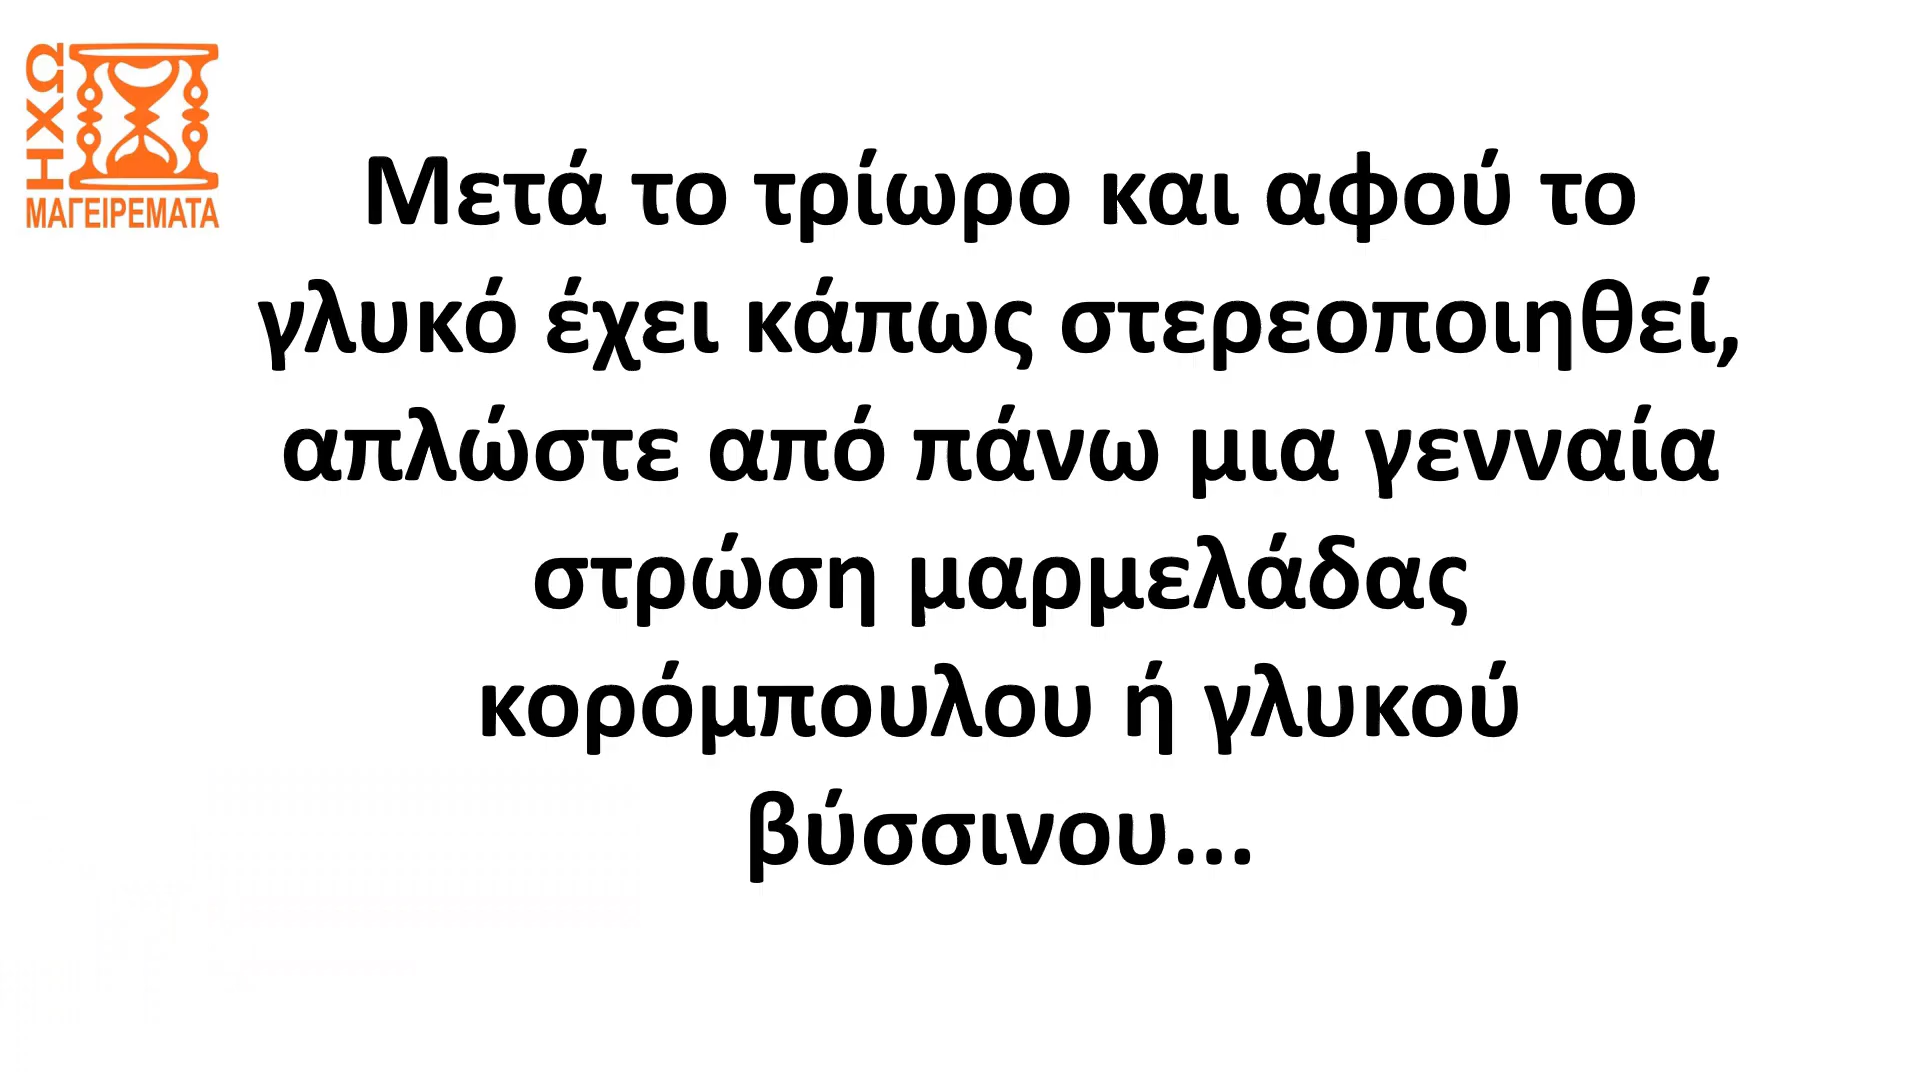 ΗΧΩ
ΜΑΓΕΙΡΕΜΑΤΑ
Μετά το τρίωρο και αφού το
γλυκό έχει κάπως στερεοποιηθεί,
απλώστε από πάνω μια γενναία
στρώση μαρμελάδας
κορόμπουλου ή γλυκού
βύσσινου...